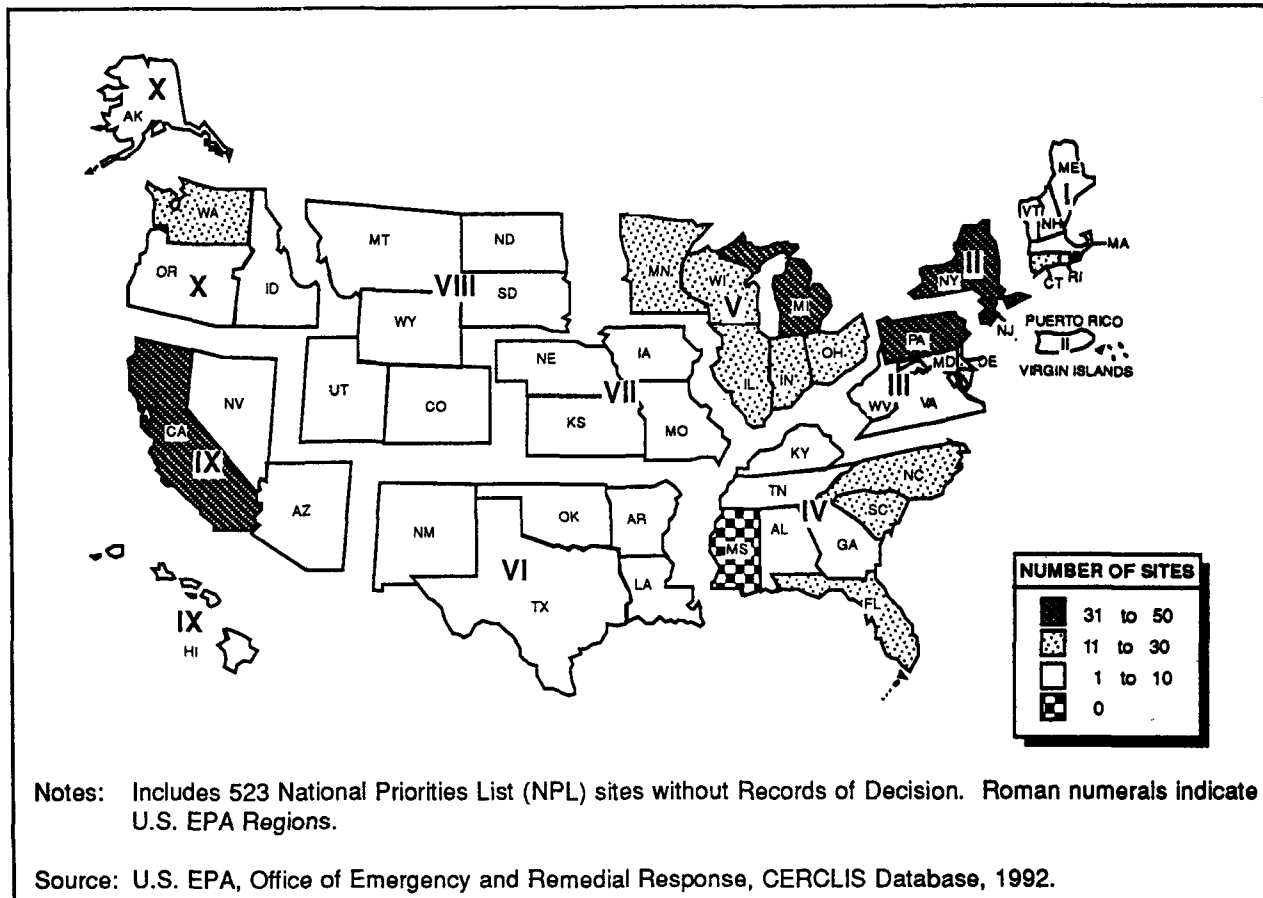 X
AK
WA
OR
X
ID
MT
ND
VIII
SD
WY
NE
IA
VII
UT
CO
KS
MO
NV
CA
IX
AZ
NM
OK
AR
VI
TX
LA
IX
HI
MN
WI
V
MI
IL
IN
OH
KY
TN
NC
IV
SC
MS
AL
GA
FL
ME
I
VT
NH
MA
CT RI
III
NY
NJ
PA
MD
DE
III
WV
VA
PUERTO RICO
II
VIRGIN ISLANDS
NUMBER OF SITES
31 to 50
11 to 30
1 to 10
0
Notes: Includes 523 National Priorities List (NPL) sites without Records of Decision. Roman numerals indicate
U.S. EPA Regions.
Source: U.S. EPA, Office of Emergency and Remedial Response, CERCLIS Database, 1992.